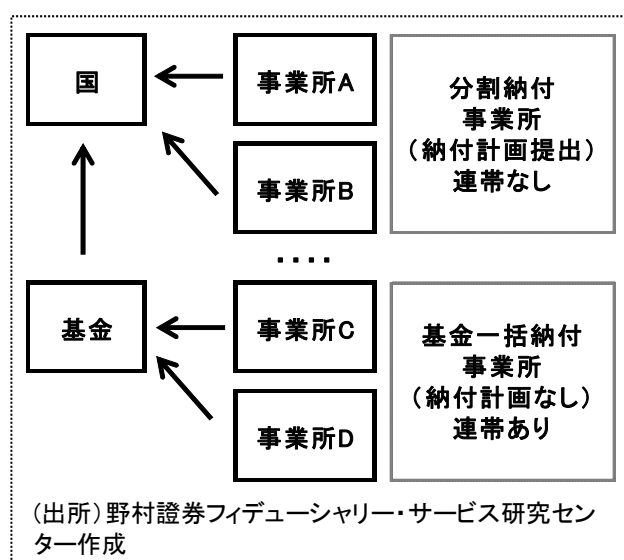 国
事業所A
分割納付
事業所
（納付計画提出）
連帯なし
事業所B
････
基金
事業所C
基金一括納付
事業所
（納付計画なし）
連帯あり
事業所D
（出所）野村證券フィデューシャリー・サービス研究セン
ター作成